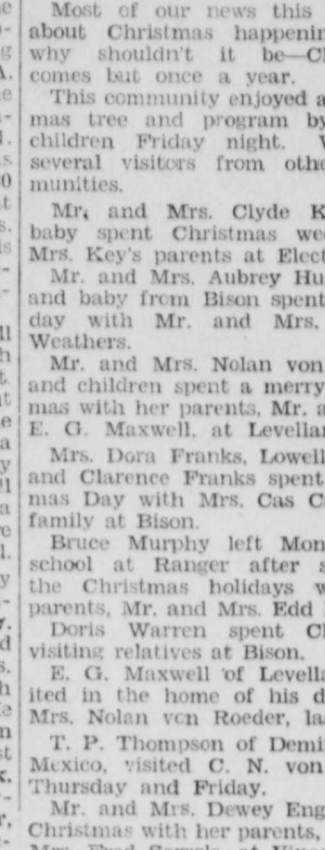 Most of our news this
about Christmas happenin
why shouldn't it be—C
comes but once a year.
This community enjoyed a
mas tree and program by
children Friday night.
several visitors from othe
munities.
Mr. and Mrs. Clyde K
baby spent Christmas wee
Mrs. Key's parents at Elect
Mr. and Mrs. Aubrey Hu
and baby from Bison spent
day with Mr. and Mrs.
Weathers.
Mr. and Mrs. Nolan von
and children spent a merry
mas with her parents, Mr. a
E. G. Maxwell, at Levellan
Mrs. Dora Franks, Lowell
and Clarence Franks spent
mas Day with Mrs. Cas C
family at Bison.
Bruce Murphy left Mon
school at Ranger after s
the Christmas holidays w
parents, Mr. and Mrs. Edd
Doris Warren spent C
visiting relatives at Bison.
E. G. Maxwell of Levella
ited in the home of his d
Mrs. Nolan von Roeder, la
T. P. Thompson of Demi
Mexico, visited C. N. von
Thursday and Friday.
Mr. and Mrs. Dewey Eng
Christmas with her parents,